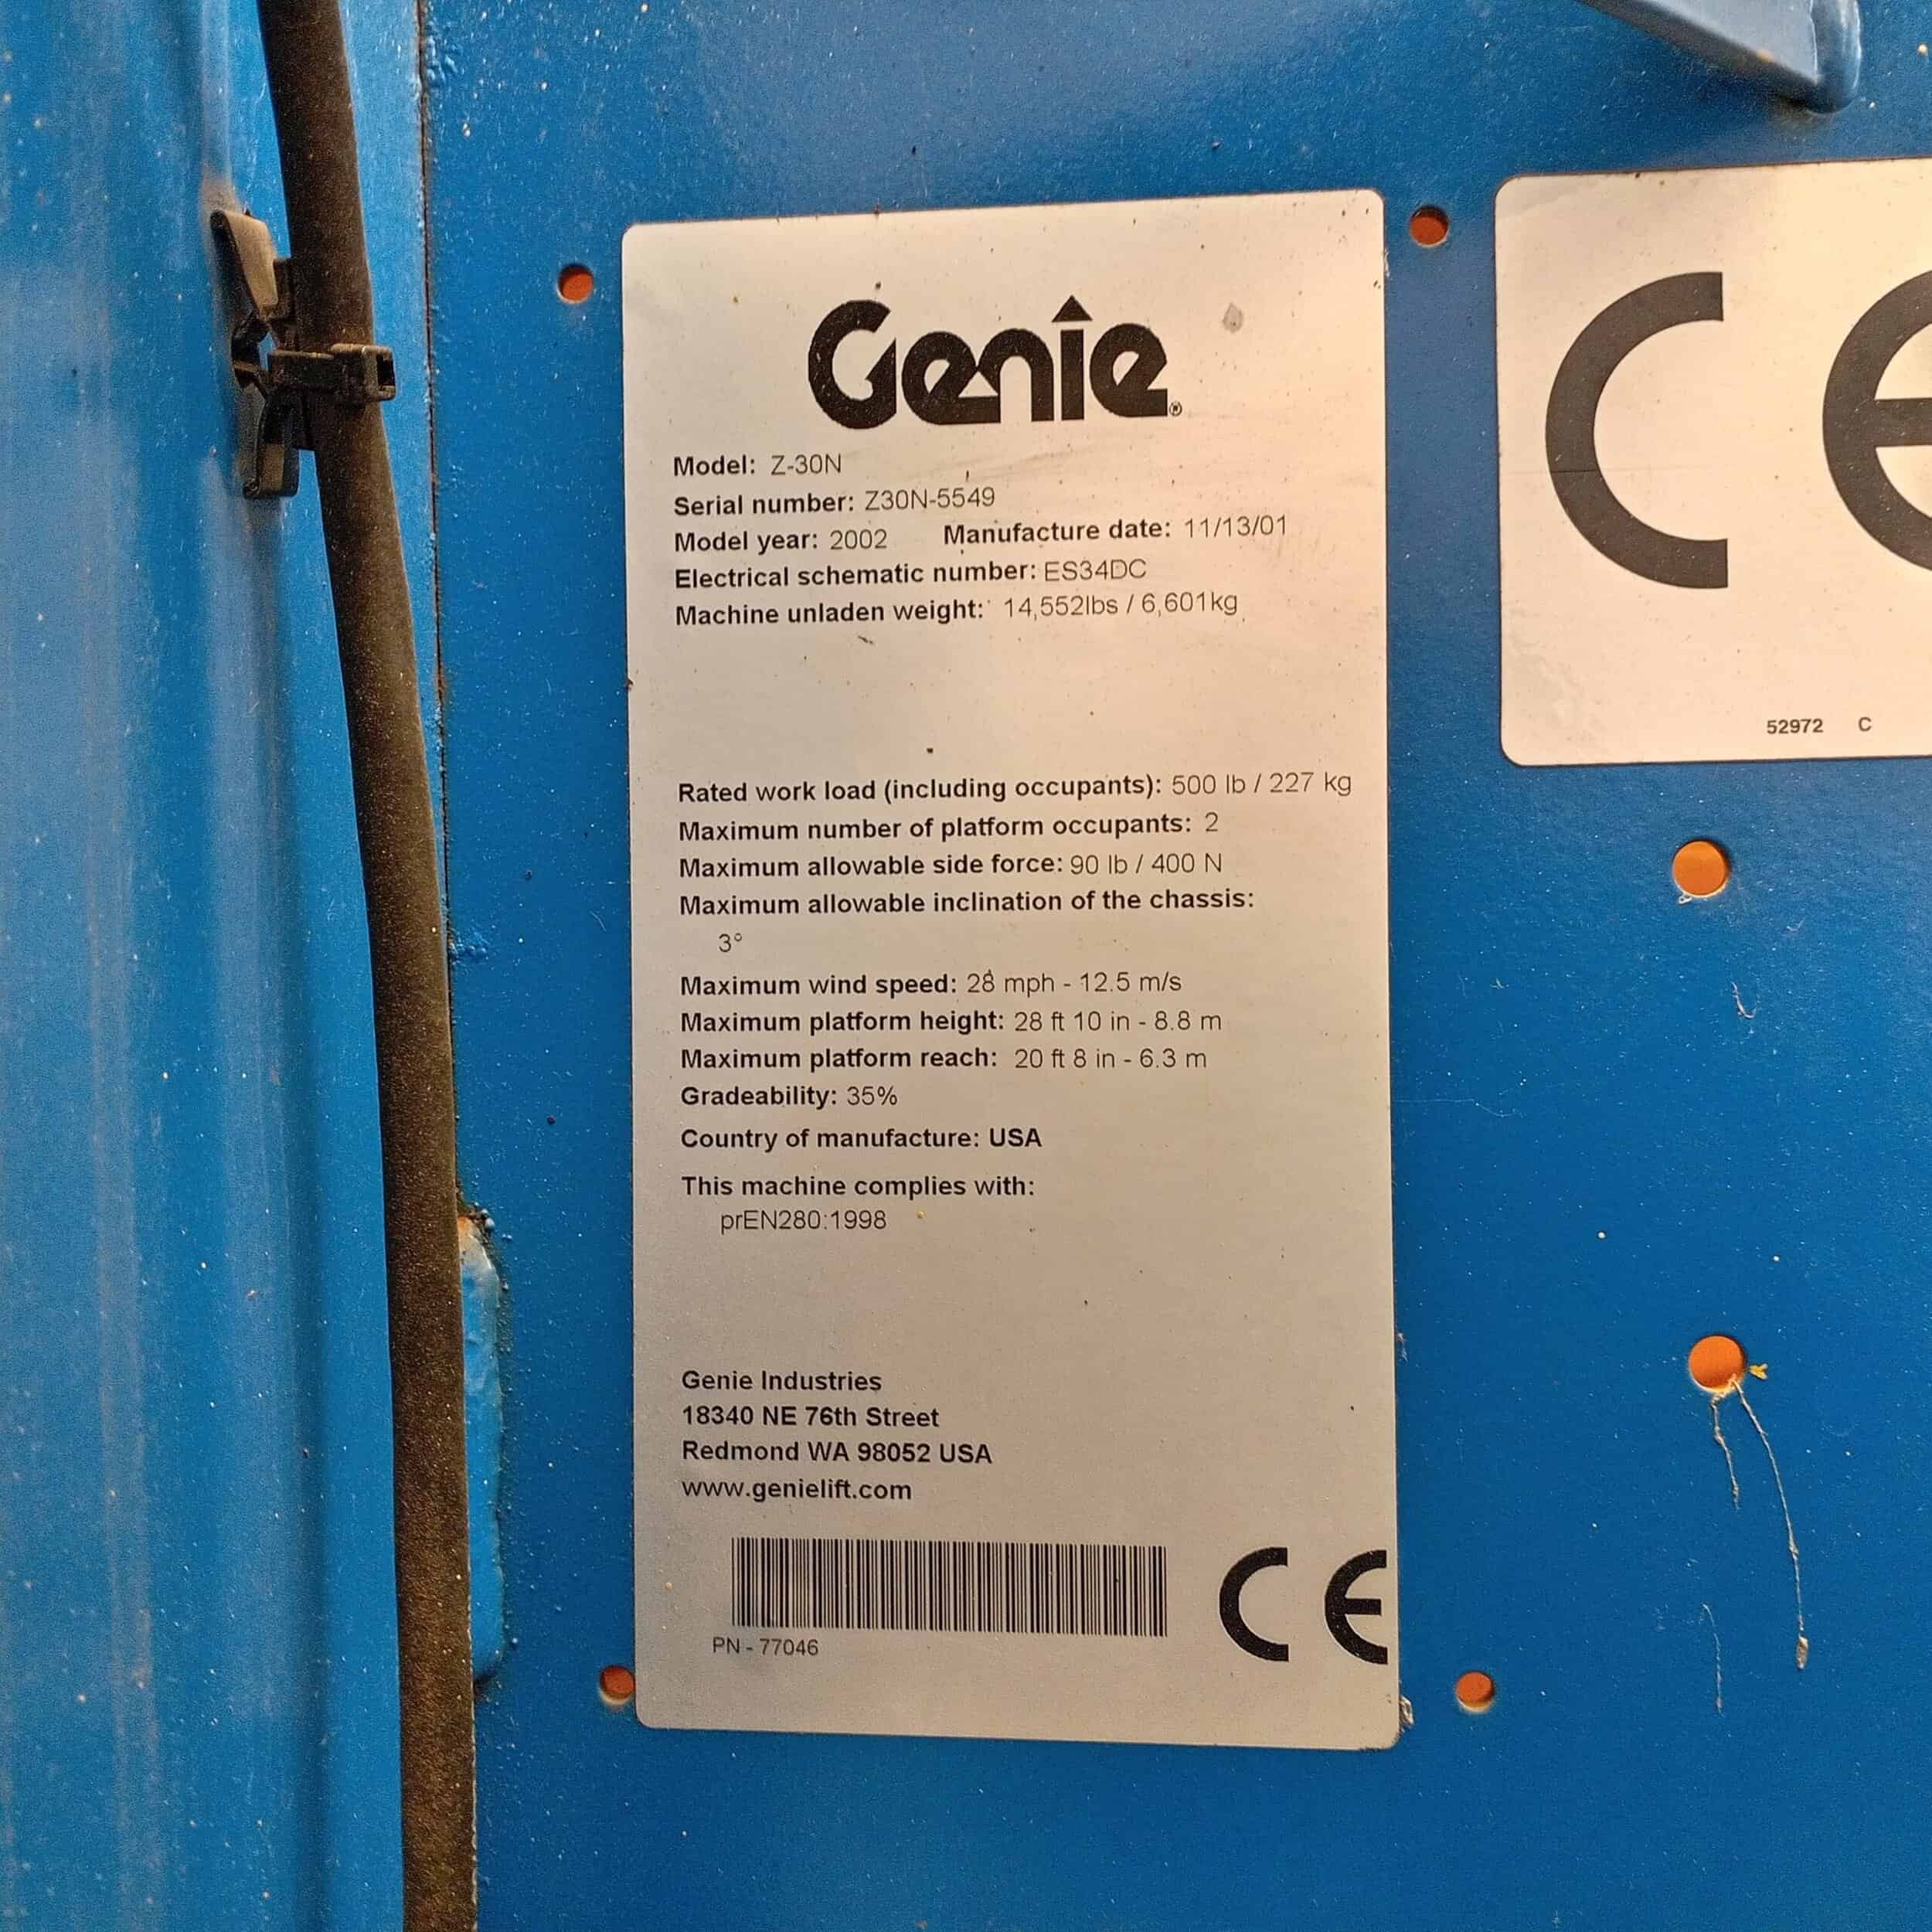 Genie®
Model: Z-30N
Serial number: Z30N-5549
Model year: 2002 Manufacture date: 11/13/01
Electrical schematic number: ES34DC
Machine unladen weight: 14,552lbs / 6,601kg
Rated work load (including occupants): 500 lb / 227 kg
Maximum number of platform occupants: 2
Maximum allowable side force: 90 lb / 400 N
Maximum allowable inclination of the chassis:
3°
Maximum wind speed: 28 mph - 12.5 m/s
Maximum platform height: 28 ft 10 in - 8.8 m
Maximum platform reach: 20 ft 8 in - 6.3 m
Gradeability: 35%
Country of manufacture: USA
This machine complies with:
prEN280:1998
Genie Industries
18340 NE 76th Street
Redmond WA 98052 USA
www.genielift.com
PN - 77046
CE
CE
52972 C